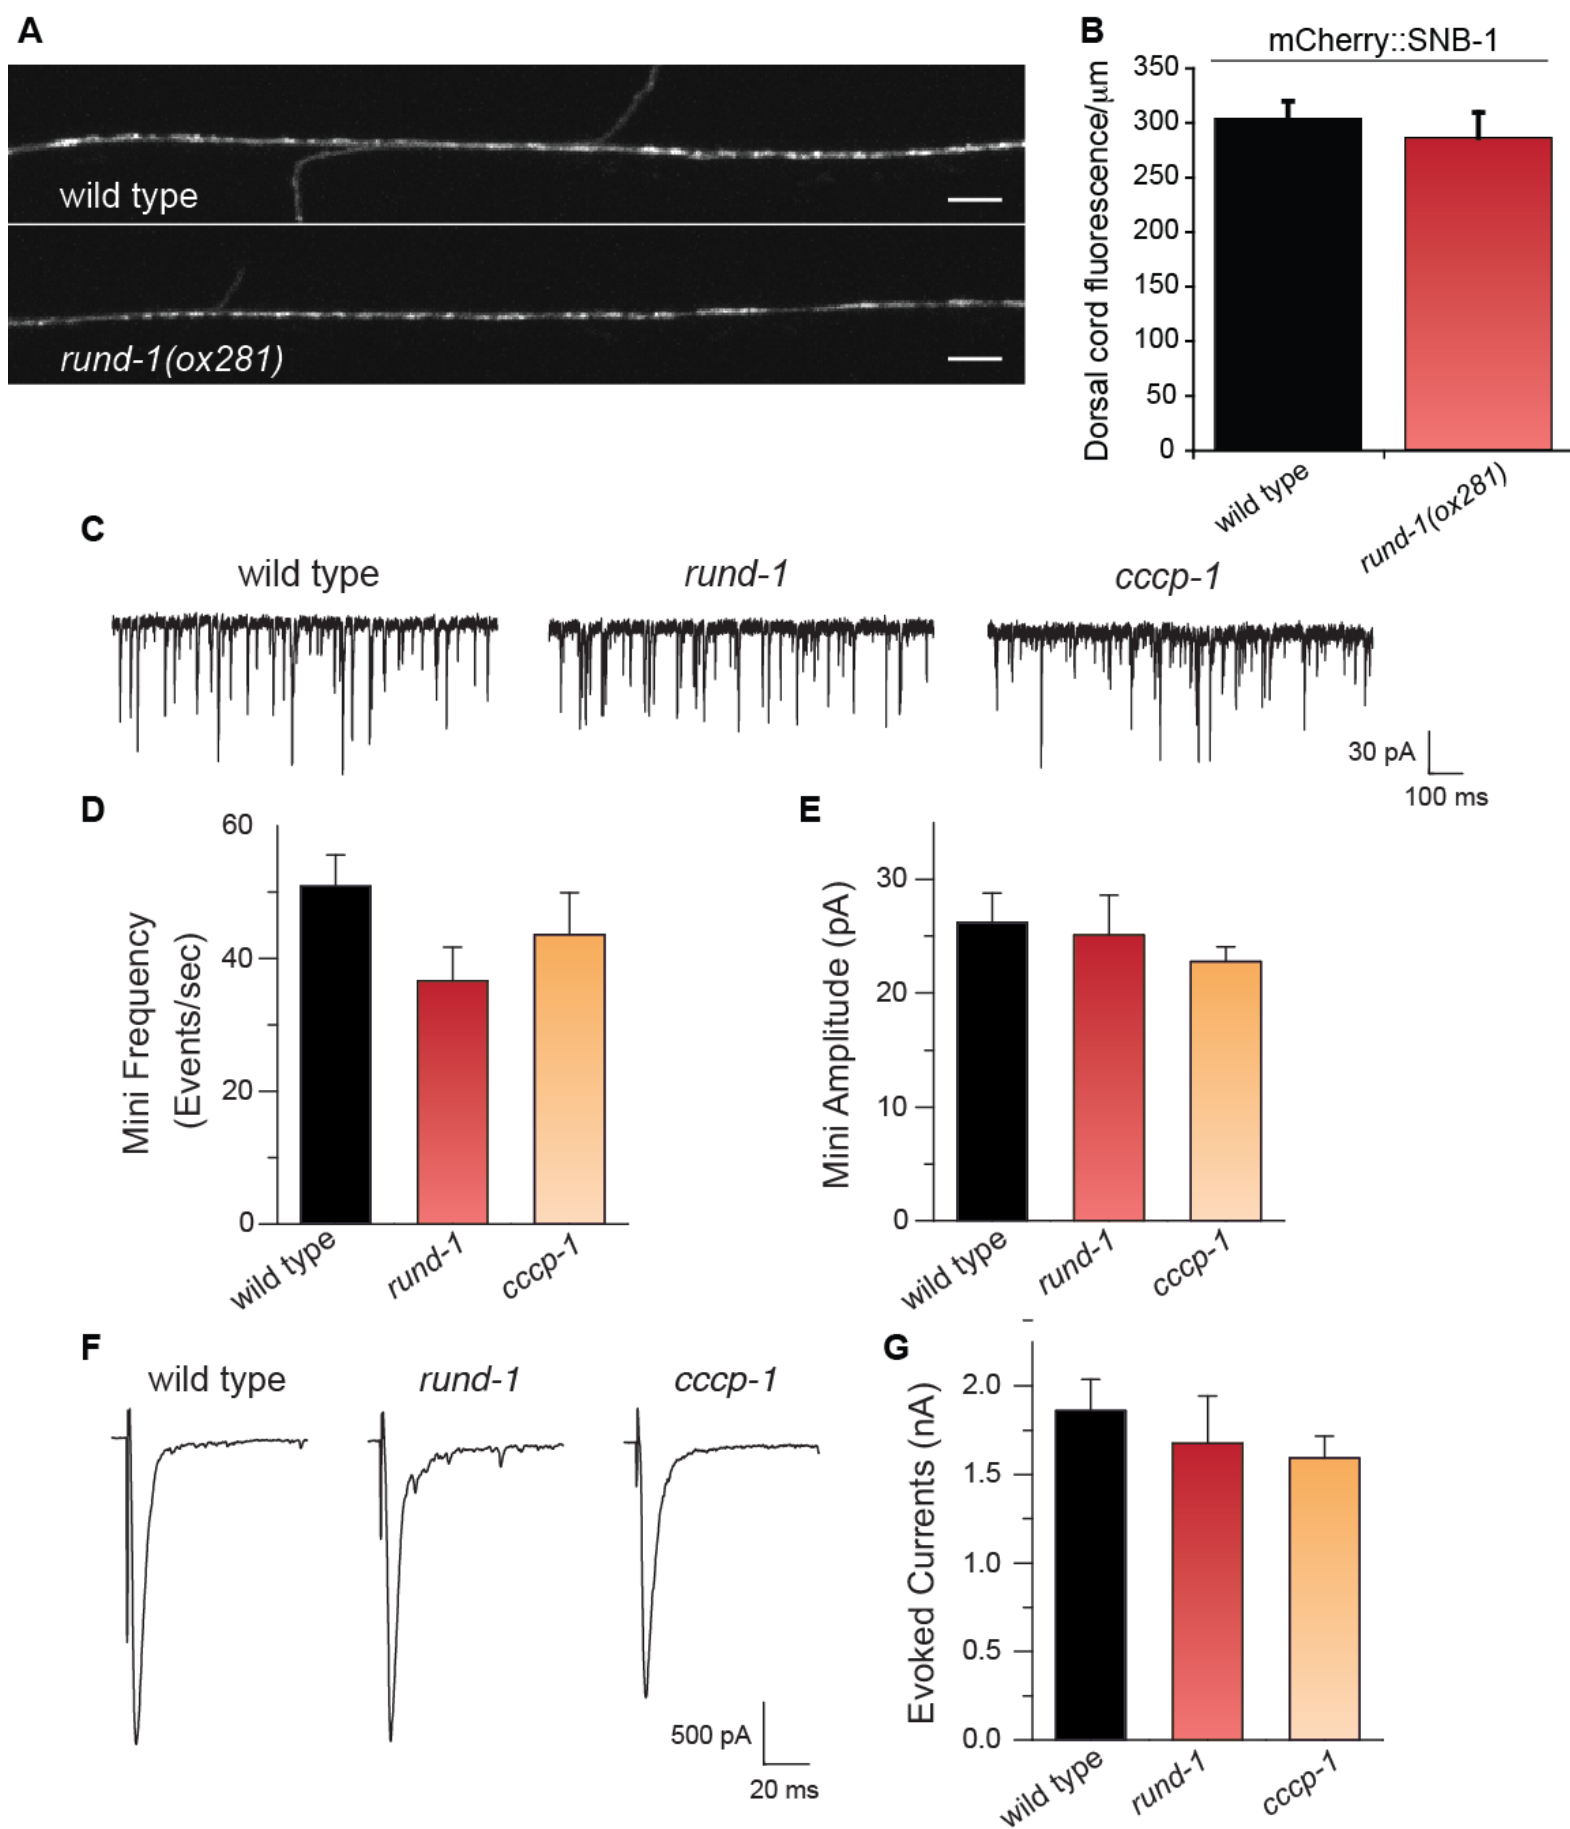 A
wild type
rund-1(ox281)
B
mCherry::SNB-1
Dorsal cord fluorescence/μm
350
300
250
200
150
100
50
0
wild type
rund-1(ox281)
C
wild type
rund-1
cccp-1
30 pA
100 ms
D
Mini Frequency
(Events/sec)
60
40
20
0
wild type
rund-1
cccp-1
E
Mini Amplitude (pA)
30
20
10
0
wild type
rund-1
cccp-1
F
wild type
rund-1
cccp-1
500 pA
20 ms
G
Evoked Currents (nA)
2.0
1.5
1.0
0.5
0.0
wild type
rund-1
cccp-1